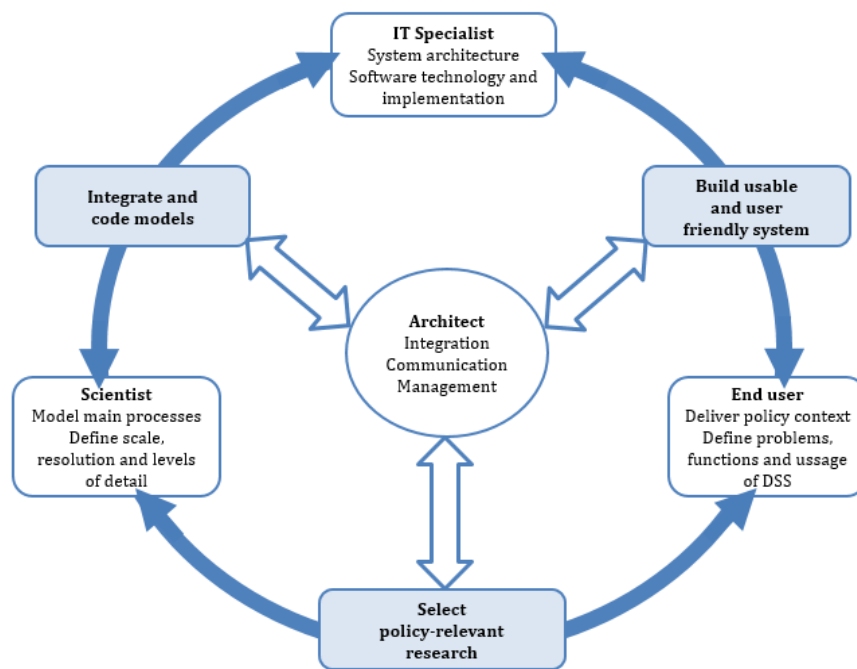 IT Specialist
System architecture
Software technology and
implementation
Integrate and
code models
Build usable
and user
friendly system
Architect
Integration
Communication
Management
Scientist
Model main processes
Define scale,
resolution and levels
of detail
End user
Deliver policy context
Define problems,
functions and ussage
of DSS
Select
policy-relevant
research